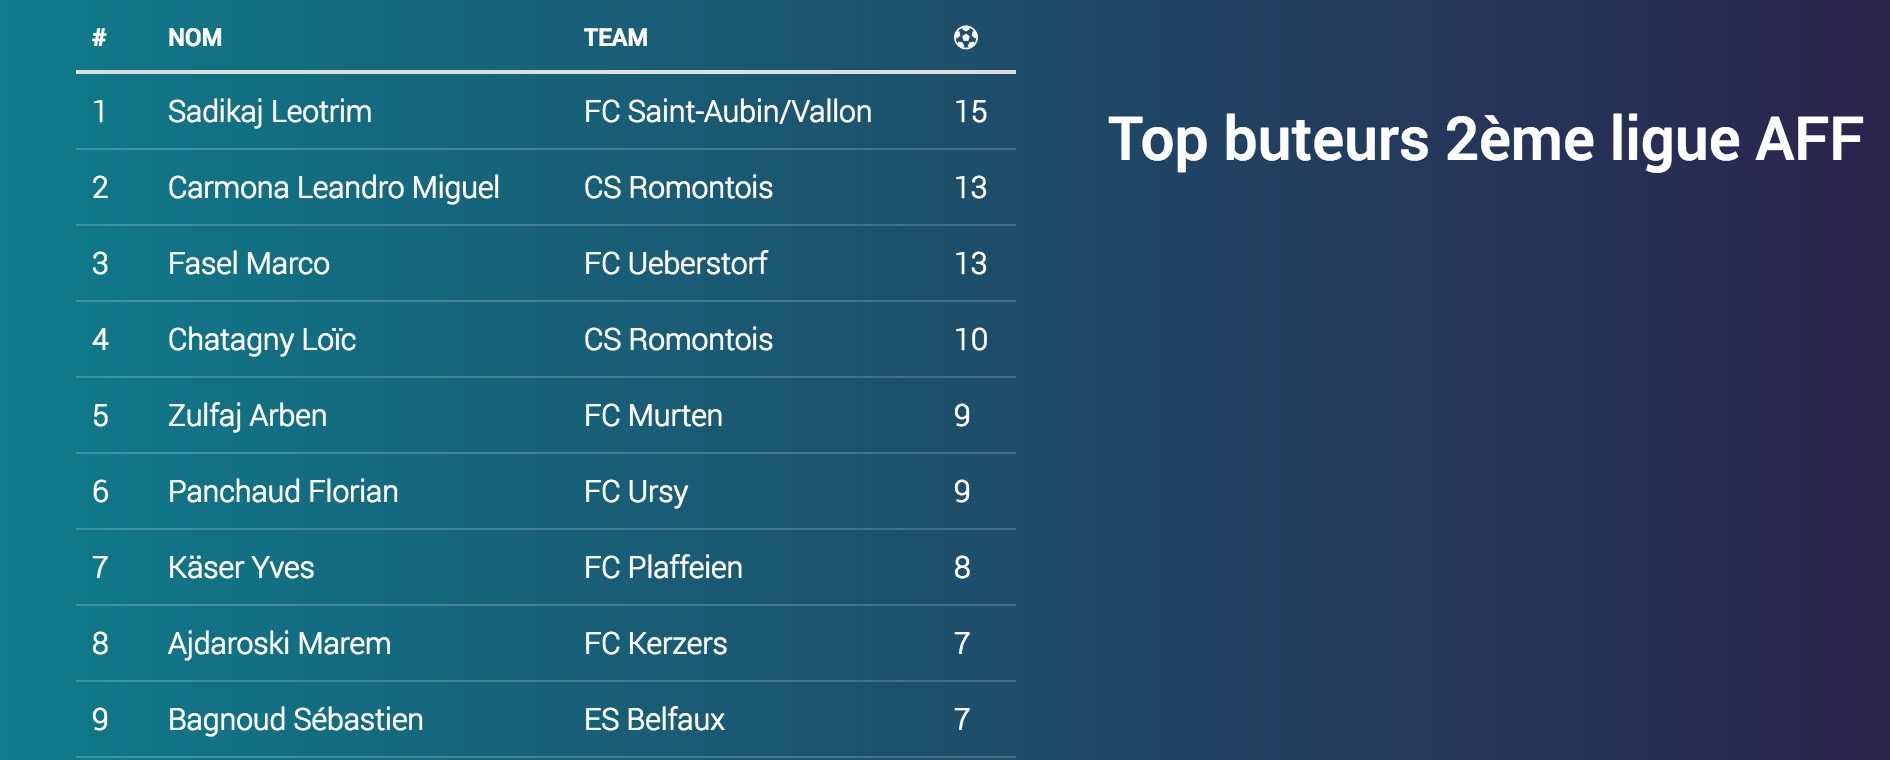 # NOM TEAM
1 Sadikaj Leotrim FC Saint-Aubin/Vallon 15
2 Carmona Leandro Miguel CS Romontois 13
3 Fasel Marco FC Ueberstorf 13
4 Chatagny Loïc CS Romontois 10
5 Zulfaj Arben FC Murten 9
6 Panchaud Florian FC Ursy 9
7 Käser Yves FC Plaffeien 8
8 Ajdaroski Marem FC Kerzers 7
9 Bagnoud Sébastien ES Belfaux 7
Top buteurs 2ème ligue AFF